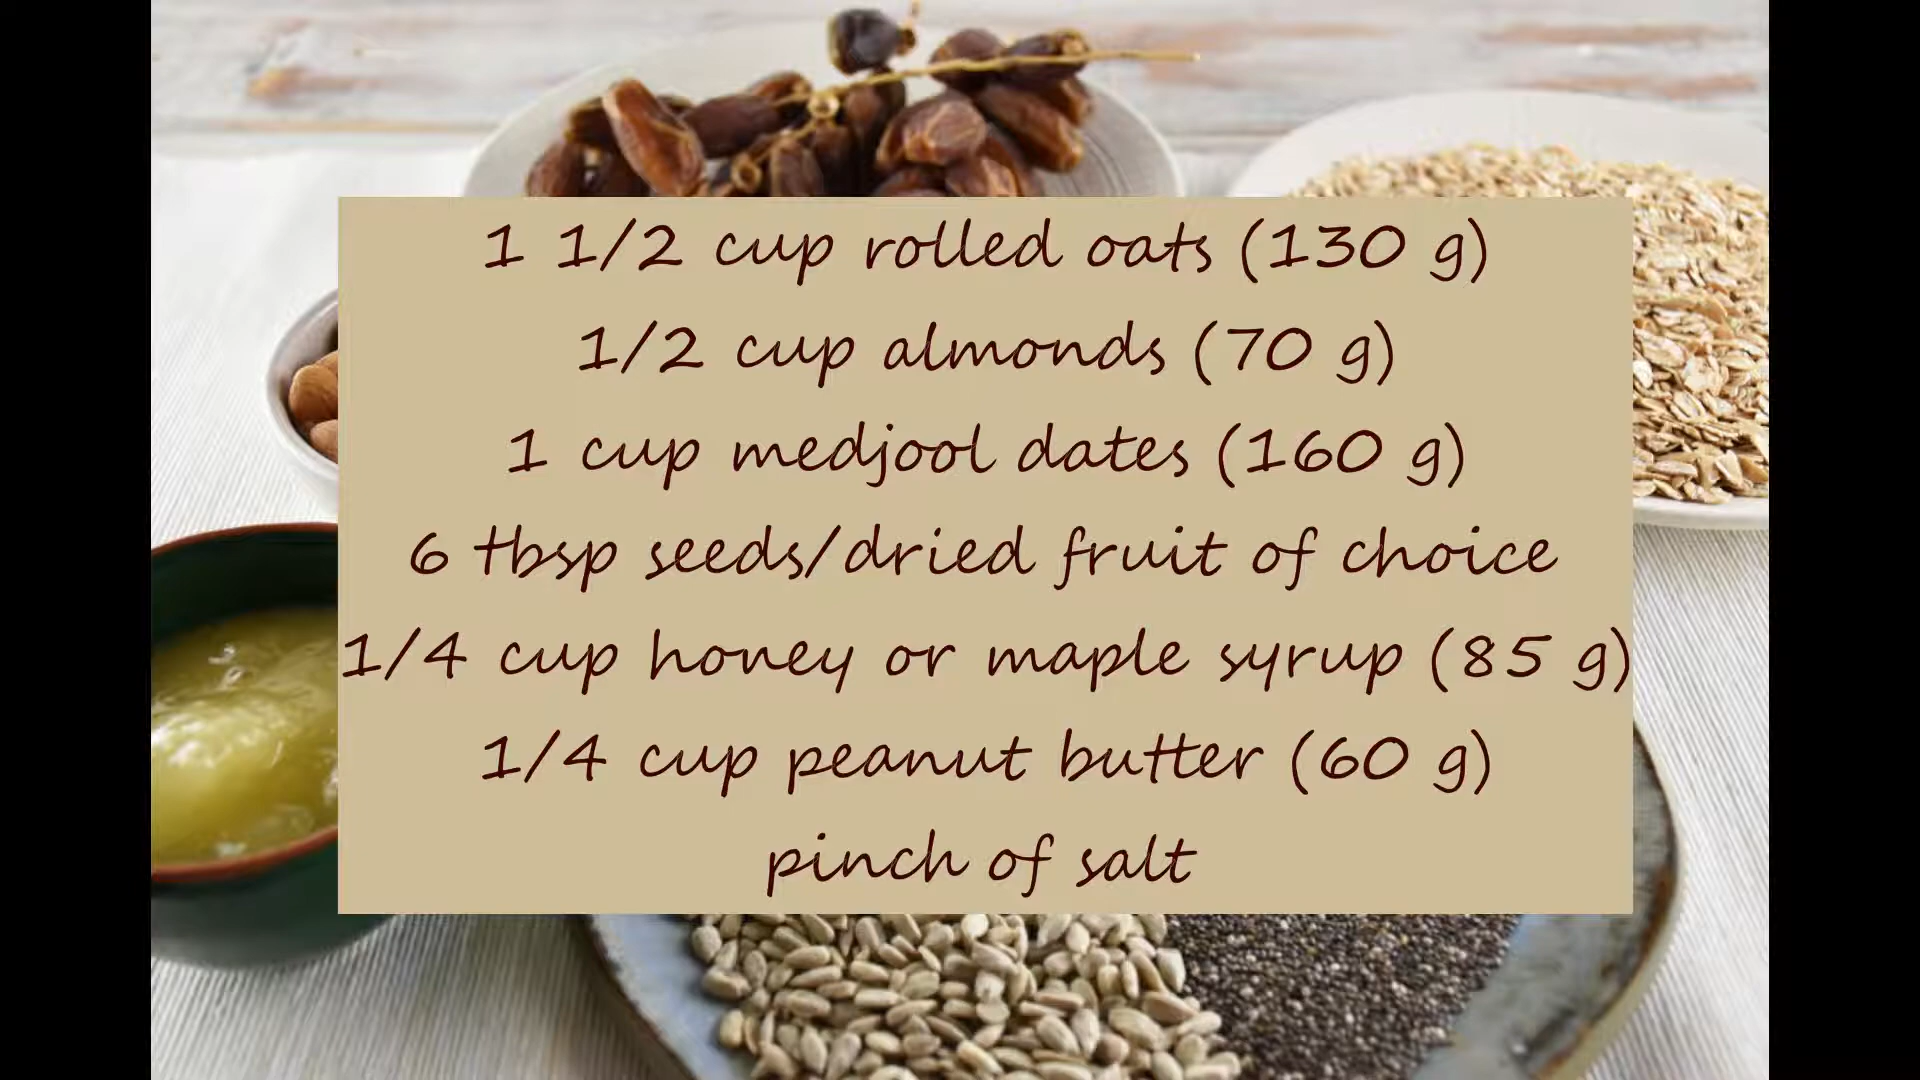 1 1/2 cup rolled oats (130 g)
1/2 cup almonds (70 g)
1 cup medjool dates (160 g)
6 tbsp seeds/dried fruit of choice
1/4 cup honey or maple syrup (85 g)
1/4 cup peanut butter (60 g)
pinch of salt